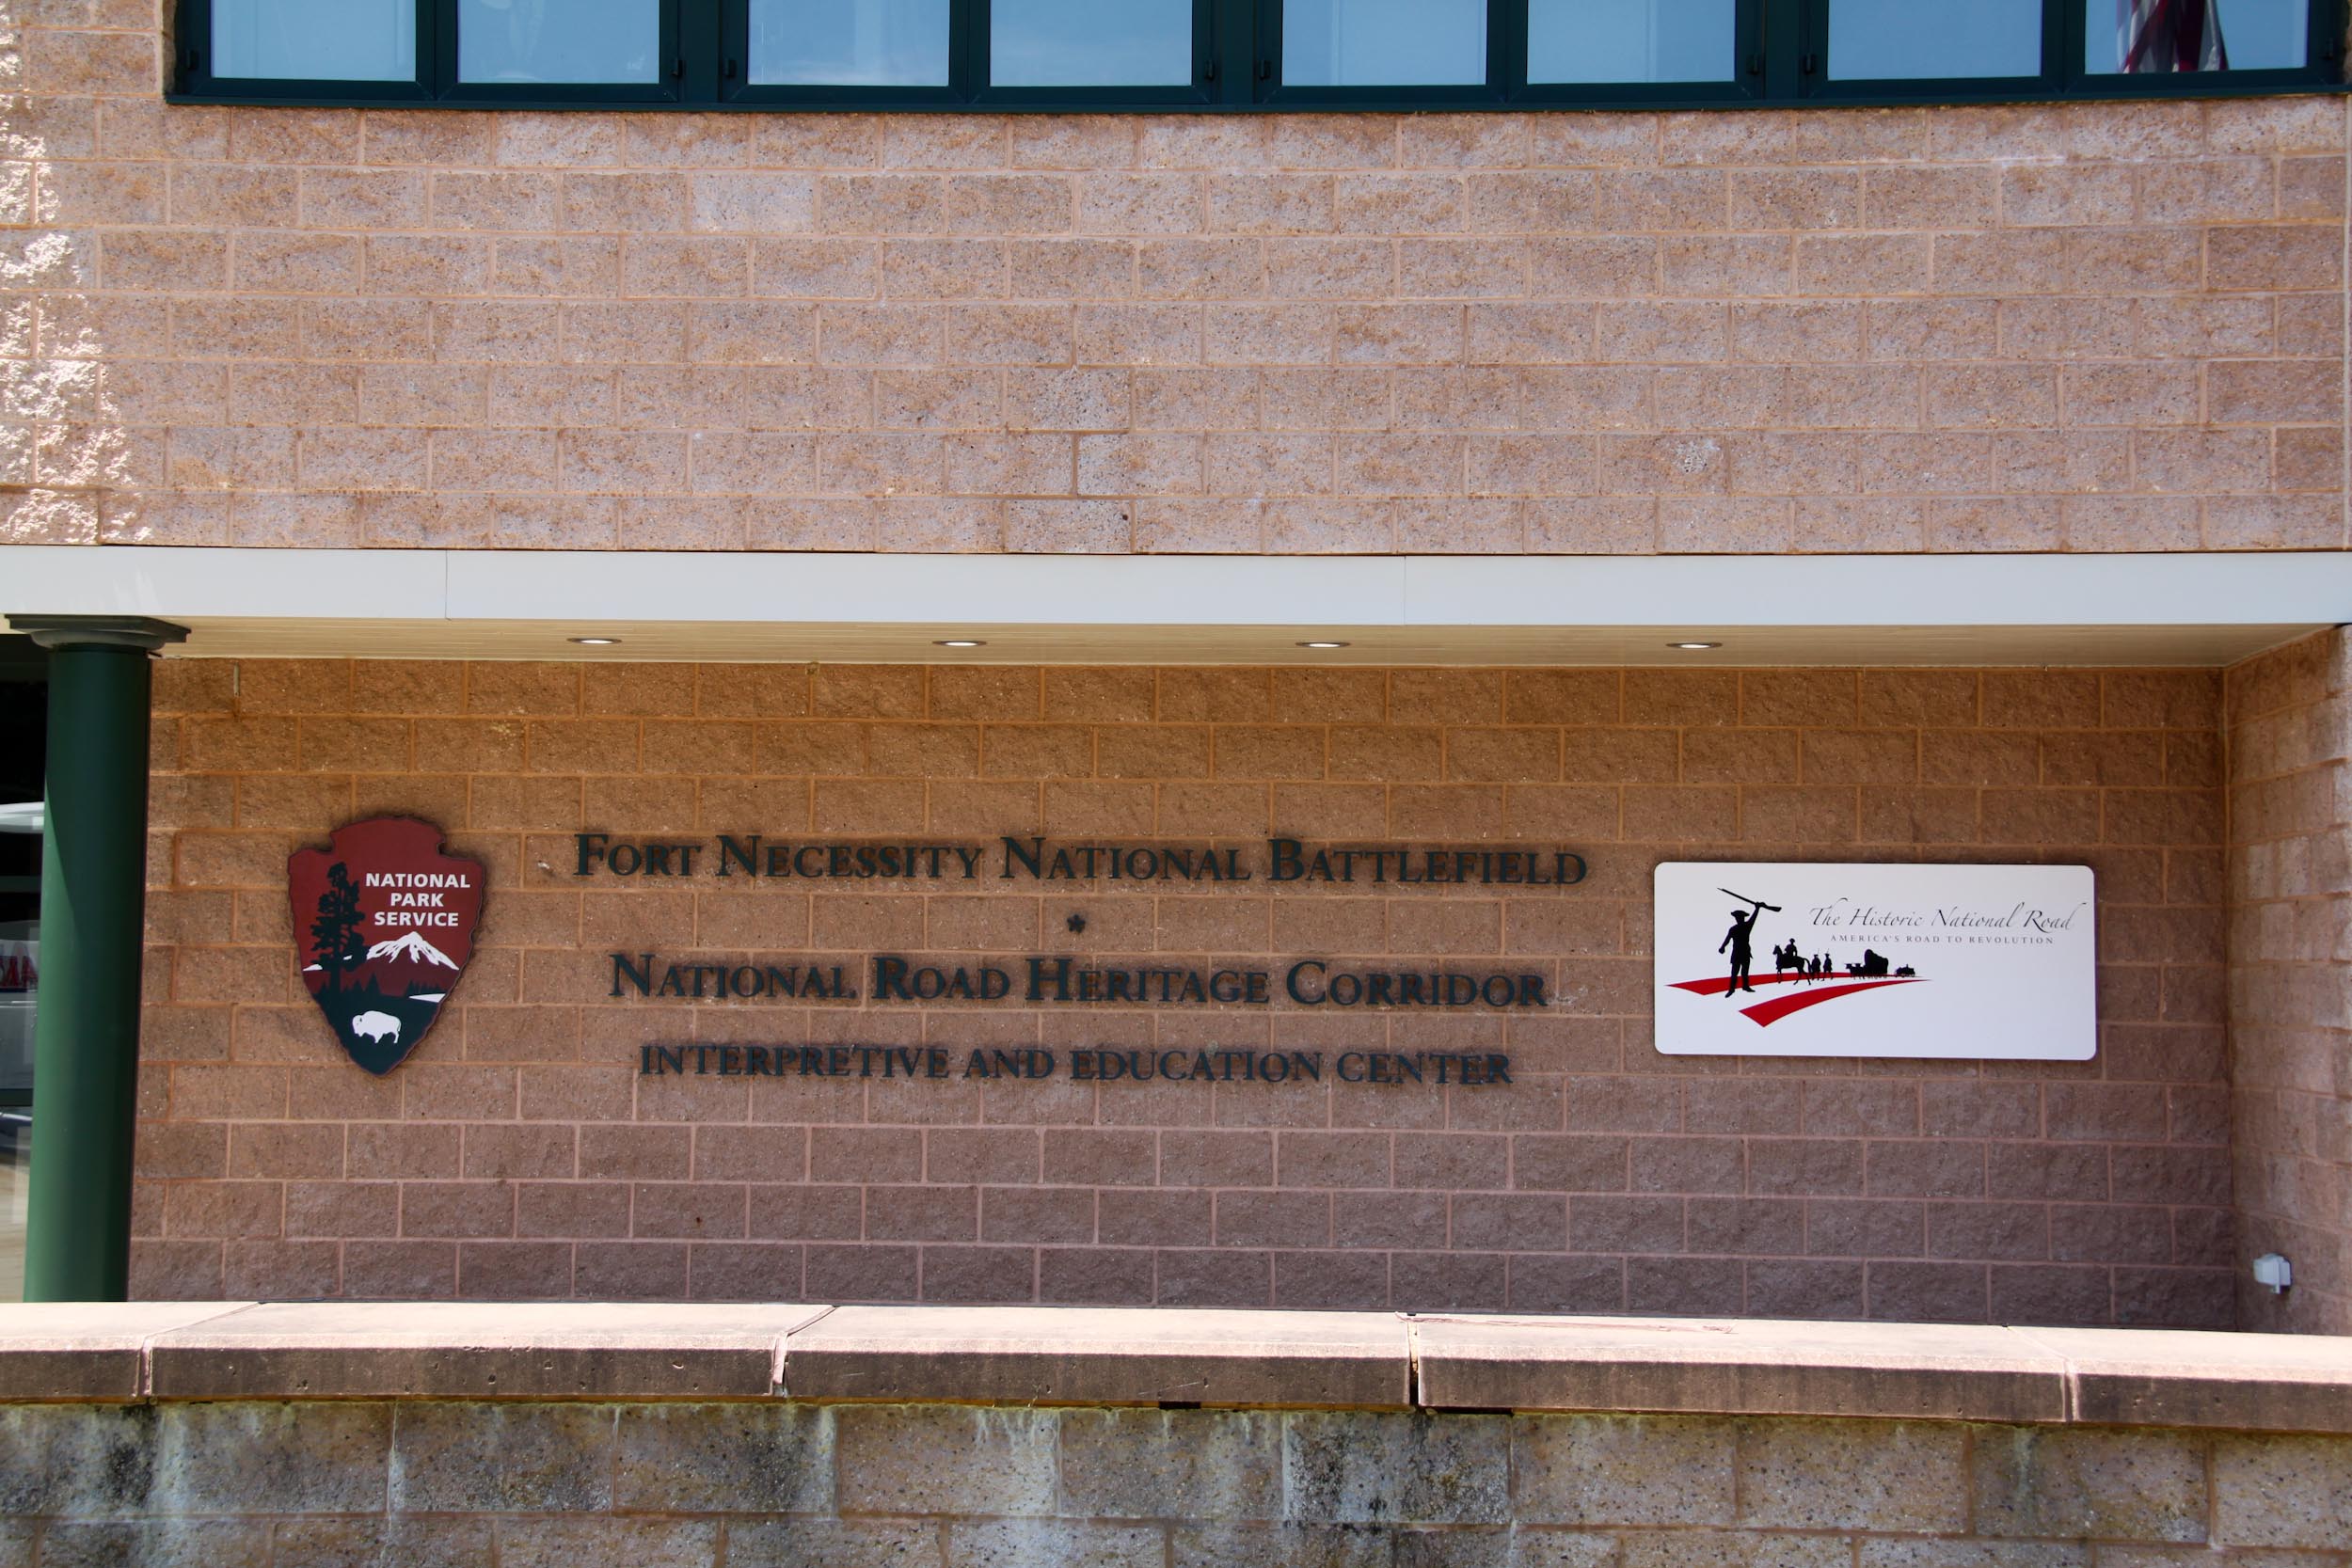 NATIONAL
PARK
SERVICE
FORT NECESSITY NATIONAL BATTLEFIELD
NATIONAL ROAD HERITAGE CORRIDOR
INTERPRETIVE AND EDUCATION CENTER
The Historic National Road
AMERICA'S ROAD TO REVOLUTION